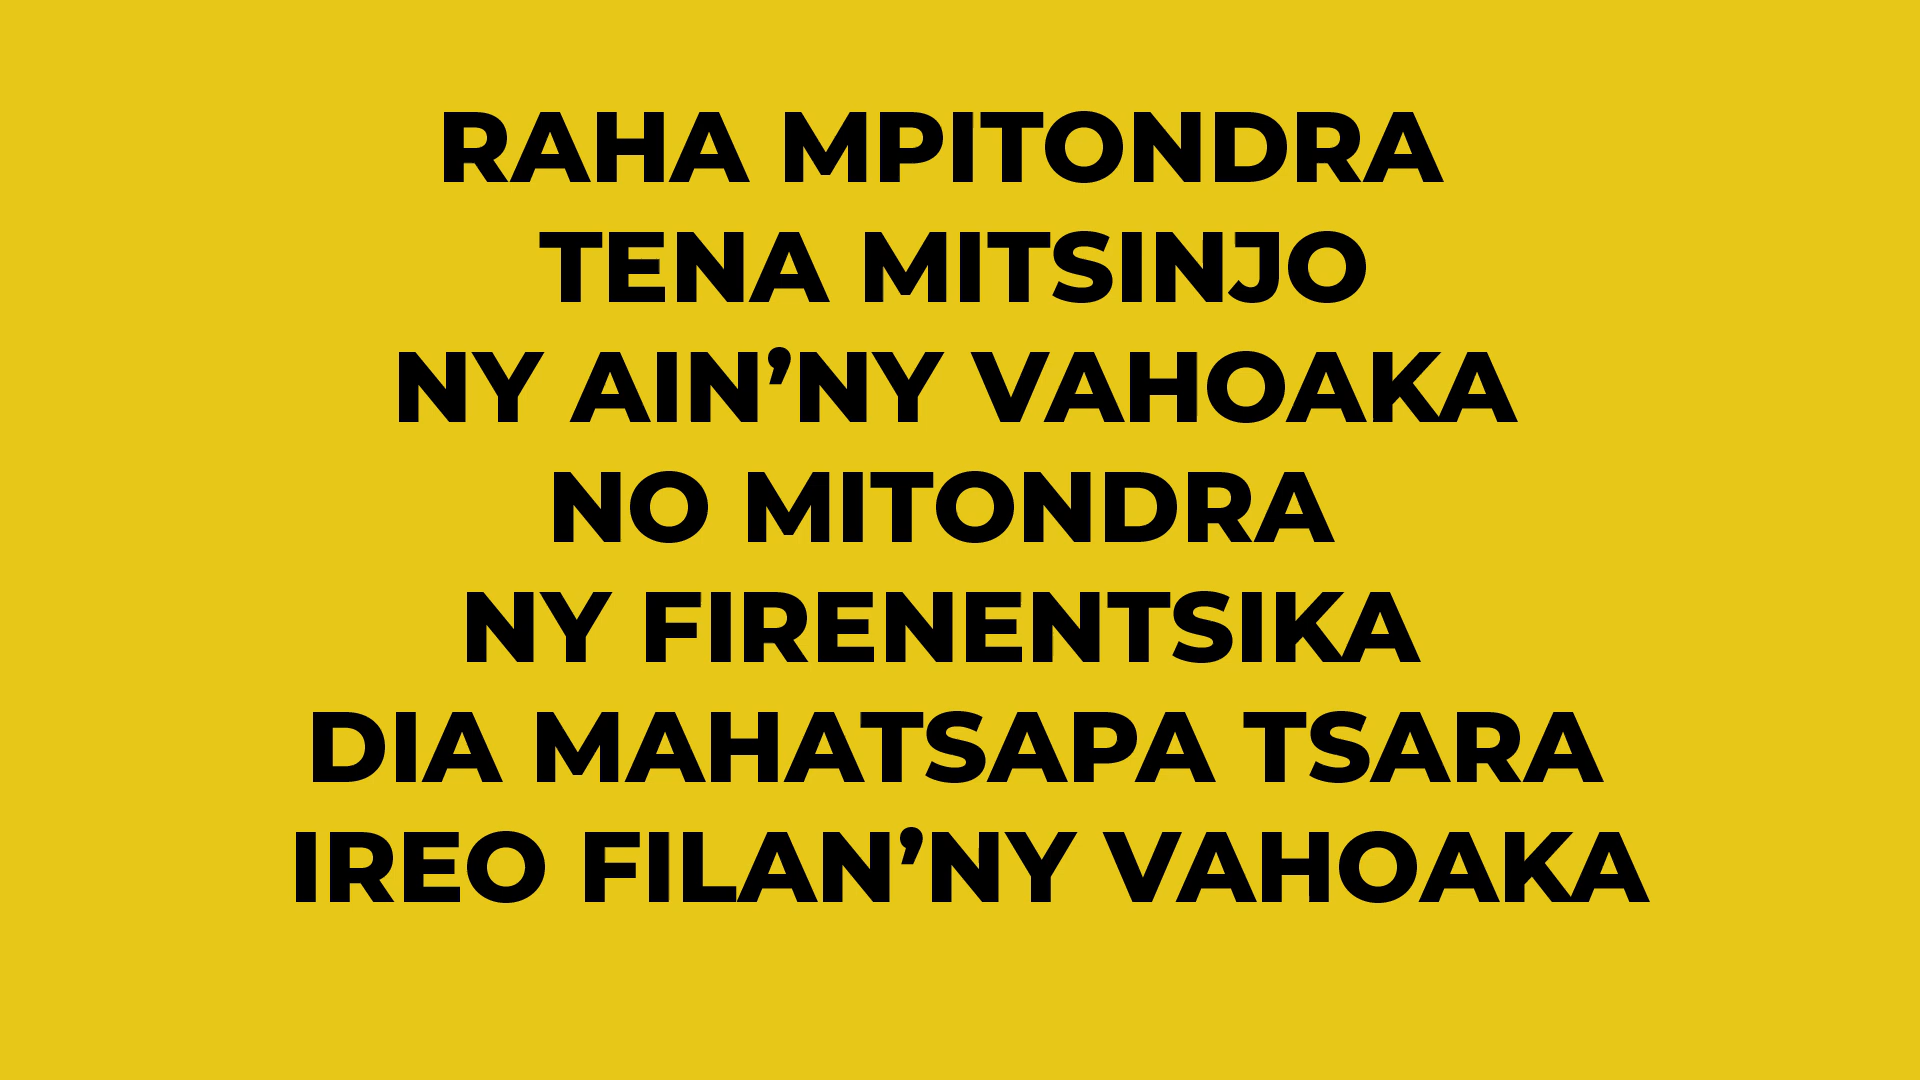 RAHA MPITONDRA
TENA MITSINJO
NY AIN’NY VAHOAKA
NO MITONDRA
NY FIRENENTSIKA
DIA MAHATSAPA TSARA
IREO FILAN’NY VAHOAKA